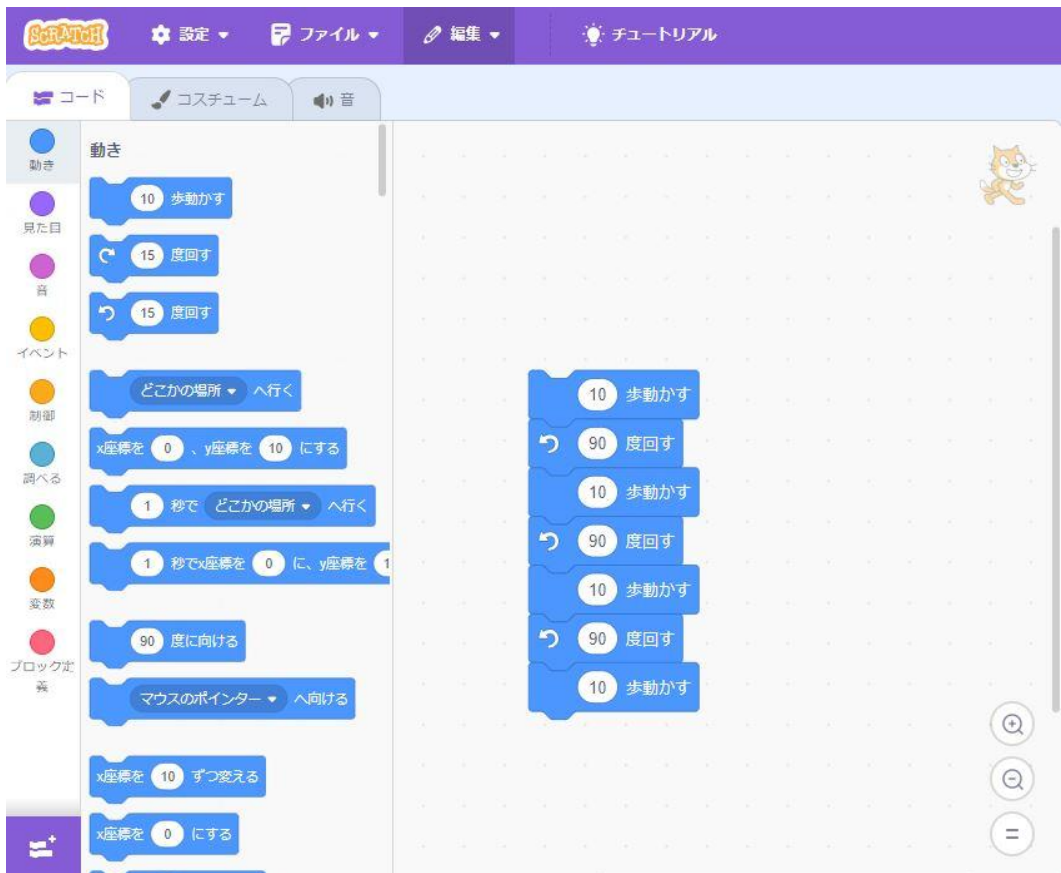 SCRATCH 設定 ファイル 編集 チュートリアル
コード コスチューム 音
動き
見た目
音
イベント
制御
調べる
演算
変数
ブロック定
義
動き
10 歩動かす
15 度回す
15 度回す
どこかの場所 へ行く
x座標を 0 、y座標を 10 にする
1 秒で どこかの場所 へ行く
1 秒でx座標を 0 に、y座標を 1
90 度に向ける
マウスのポインター へ向ける
x座標を 10 ずつ変える
x座標を 0 にする
10 歩動かす
90 度回す
10 歩動かす
90 度回す
10 歩動かす
90 度回す
10 歩動かす